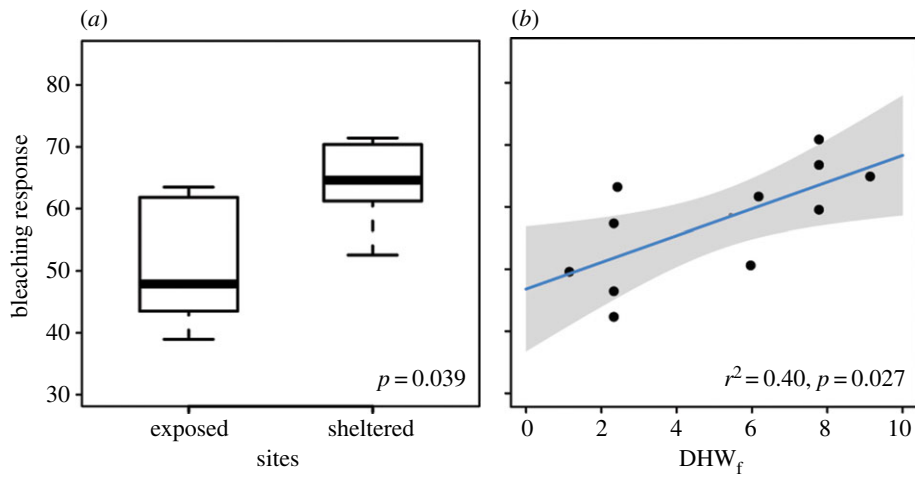 (a)
(b)
bleaching response
80
70
60
50
40
30
p = 0.039
r² = 0.40, p = 0.027
exposed
sheltered
sites
0 2 4 6 8 10
DHWf